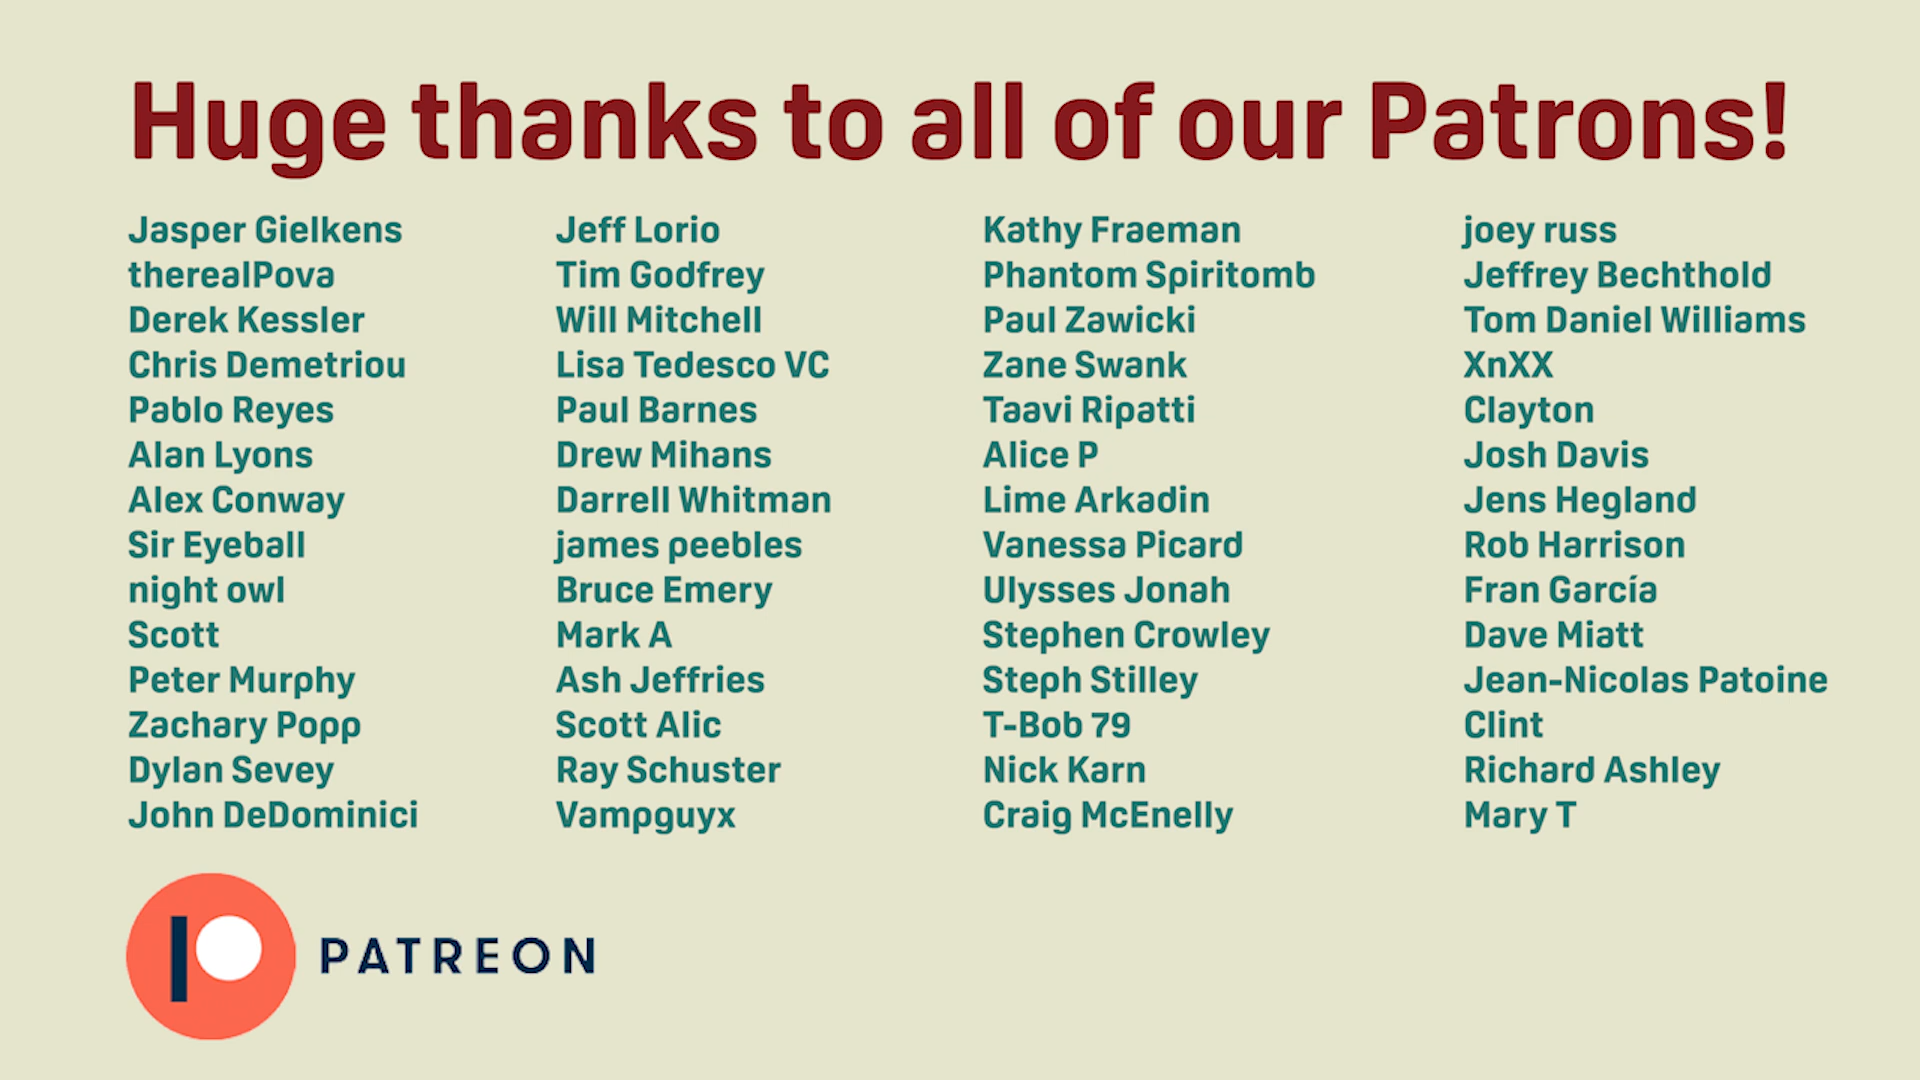 Huge thanks to all of our Patrons!
Jasper Gielkens
therealPova
Derek Kessler
Chris Demetriou
Pablo Reyes
Alan Lyons
Alex Conway
Sir Eyeball
night owl
Scott
Peter Murphy
Zachary Popp
Dylan Sevey
John DeDominici
Jeff Lorio
Tim Godfrey
Will Mitchell
Lisa Tedesco VC
Paul Barnes
Drew Mihans
Darrell Whitman
james peebles
Bruce Emery
Mark A
Ash Jeffries
Scott Alic
Ray Schuster
Vampguyx
Kathy Fraeman
Phantom Spiritomb
Paul Zawicki
Zane Swank
Taavi Ripatti
Alice P
Lime Arkadin
Vanessa Picard
Ulysses Jonah
Stephen Crowley
Steph Stilley
T-Bob 79
Nick Karn
Craig McEnelly
joey russ
Jeffrey Bechthold
Tom Daniel Williams
XnXX
Clayton
Josh Davis
Jens Hegland
Rob Harrison
Fran García
Dave Miatt
Jean-Nicolas Patoine
Clint
Richard Ashley
Mary T
PATREON